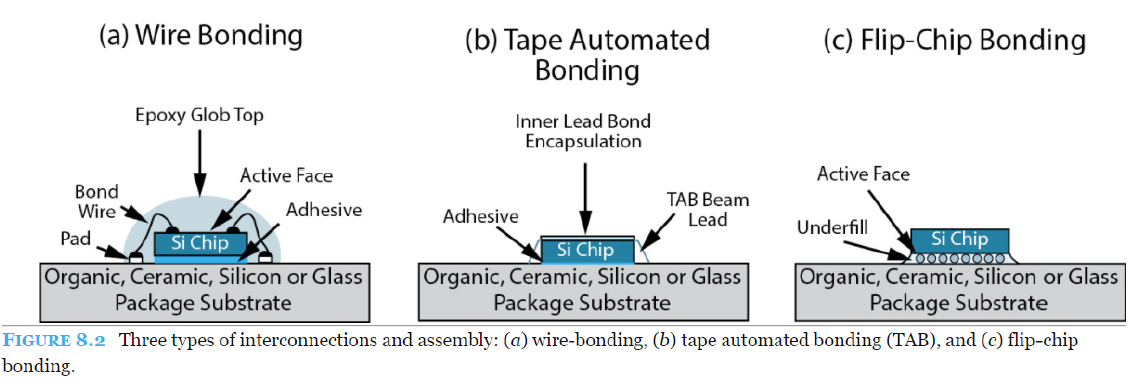 (a) Wire Bonding
Epoxy Glob Top
Bond
Wire
Active Face
Adhesive
Pad
Si Chip
Organic, Ceramic, Silicon or Glass
Package Substrate
(b) Tape Automated
Bonding
Inner Lead Bond
Encapsulation
Adhesive
TAB Beam
Lead
Si Chip
Organic, Ceramic, Silicon or Glass
Package Substrate
(c) Flip-Chip Bonding
Active Face
Underfill
Si Chip
Organic, Ceramic, Silicon or Glass
Package Substrate
FIGURE 8.2 Three types of interconnections and assembly: (a) wire-bonding, (b) tape automated bonding (TAB), and (c) flip-chip
bonding.